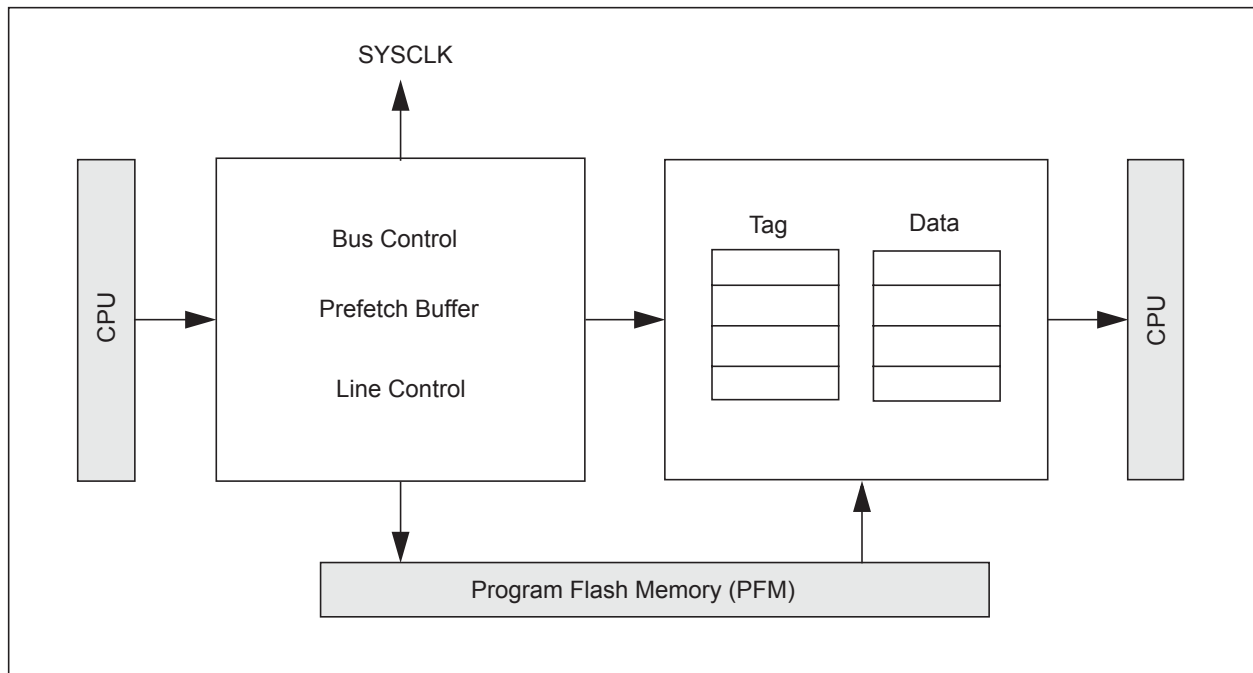 SYSCLK
CPU
Bus Control
Prefetch Buffer
Line Control
Tag
Data
CPU
Program Flash Memory (PFM)